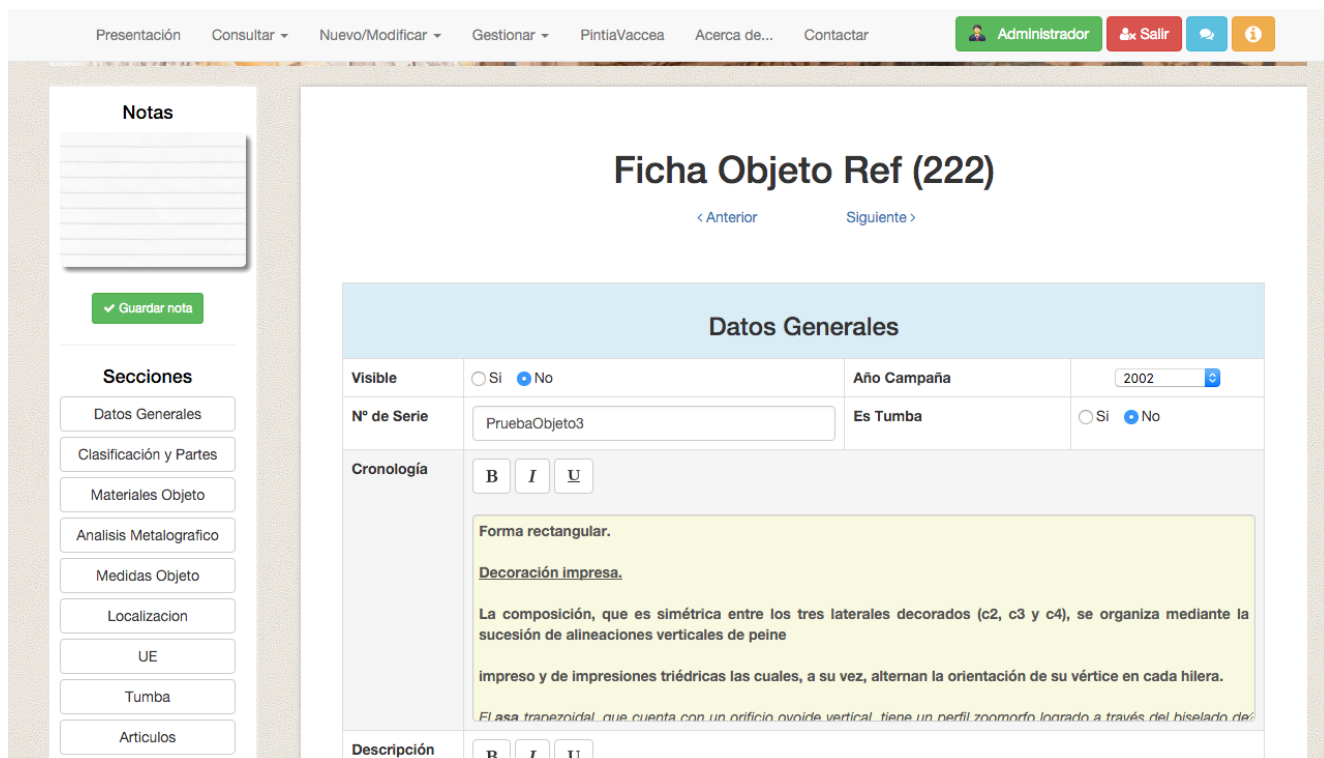 Presentación Consultar Nuevo/Modificar Gestionar PintiaVaccea Acerca de... Contactar Administrador Salir
Notas
Guardar nota
Secciones
Datos Generales
Clasificación y Partes
Materiales Objeto
Analisis Metalografico
Medidas Objeto
Localizacion
UE
Tumba
Articulos
Ficha Objeto Ref (222)
< Anterior Siguiente >
Datos Generales
Visible Si No Año Campaña 2002
Nº de Serie PruebaObjeto3 Es Tumba Si No
Cronología B I U
Forma rectangular.
Decoración impresa.
La composición, que es simétrica entre los tres laterales decorados (c2, c3 y c4), se organiza mediante la
sucesión de alineaciones verticales de peine
impreso y de impresiones triédricas las cuales, a su vez, alternan la orientación de su vértice en cada hilera.
El asa trapezoidal, que cuenta con un orificio ovoide vertical, tiene un perfil zoomorfo logrado a través del biselado de
Descripción B I U